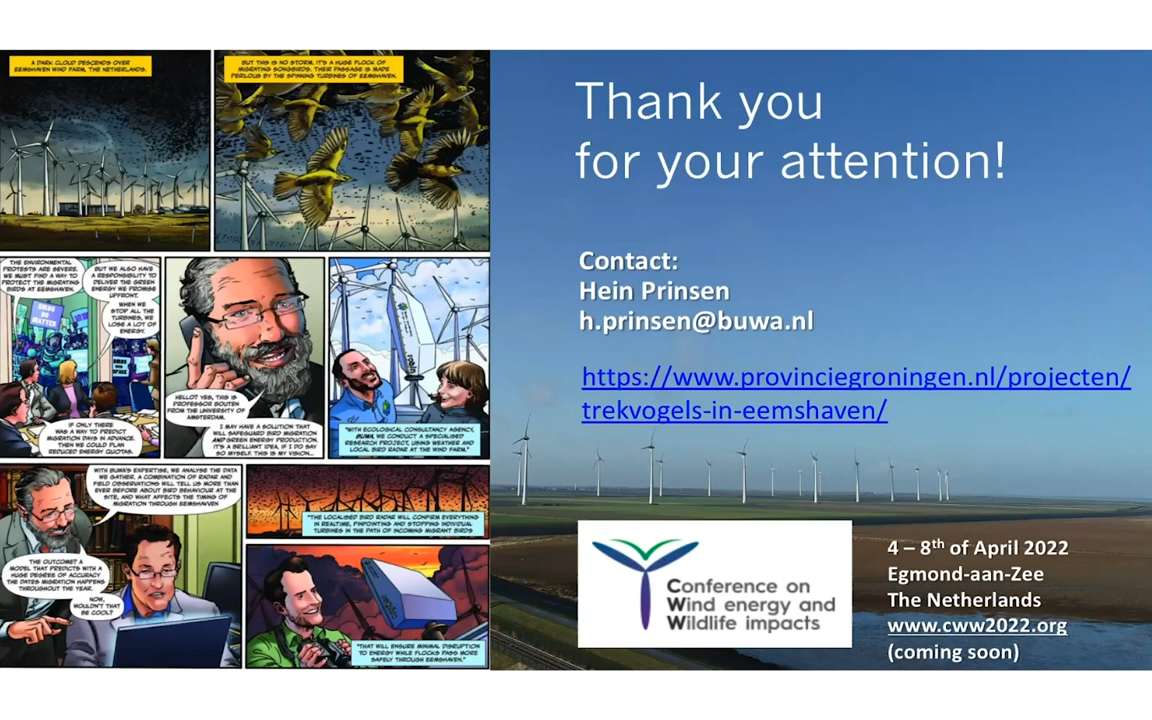 A DARK CLOUD DESCENDS OVER
EEMSHAVEN WIND FARM, THE NETHERLANDS.
BUT THIS IS NO STORM. IT'S A HUGE FLOCK OF
MIGRATING SONGBIRDS. THEIR PASSAGE IS MADE
PERILOUS BY THE SPINNING TURBINES OF EEMSHAVEN.
THE ENVIRONMENTAL
PROTESTS ARE SEVERE.
WE MUST FIND A WAY TO
PROTECT THE MIGRATING
BIRDS AT EEMSHAVEN.
BUT WE ALSO HAVE
A RESPONSIBILITY TO
DELIVER THE GREEN
ENERGY WE PROMISE
UPFRONT.
WHEN WE
STOP ALL THE
TURBINES, WE
LOSE A LOT OF
ENERGY.
BIRDS
DO
MATTER
BIRDS
SPACE
IF ONLY THERE
WAS A WAY TO PREDICT
MIGRATION DAYS IN ADVANCE.
THEN WE COULD PLAN
REDUCED ENERGY QUOTAS.
HELLO? YES, THIS IS
PROFESSOR BOUTEN
FROM THE UNIVERSITY OF
AMSTERDAM.
I MAY HAVE A SOLUTION THAT
WILL SAFEGUARD BIRD MIGRATION
AND GREEN ENERGY PRODUCTION.
IT'S A BRILLIANT IDEA, IF I DO SAY
SO MYSELF. THIS IS MY VISION...
robin
"WITH ECOLOGICAL CONSULTANCY AGENCY,
BUWA, WE CONDUCT A SPECIALISED
RESEARCH PROJECT, USING WEATHER AND
LOCAL BIRD RADAR AT THE WIND FARM."
WITH BUWA'S EXPERTISE, WE ANALYSE THE DATA
WE GATHER. A COMBINATION OF RADAR AND
FIELD OBSERVATIONS WILL TELL US MORE THAN
EVER BEFORE ABOUT BIRD BEHAVIOUR AT THE
SITE, AND WHAT AFFECTS THE TIMING OF
MIGRATION THROUGH EEMSHAVEN
THE OUTCOME? A
MODEL THAT PREDICTS WITH A
HUGE DEGREE OF ACCURACY
THE DATES MIGRATION HAPPENS
THROUGHOUT THE YEAR.
NOW,
WOULDN'T THAT
BE COOL?
"THE LOCALISED BIRD RADAR WILL CONFIRM EVERYTHING
IN REALTIME, PINPOINTING AND STOPPING INDIVIDUAL
TURBINES IN THE PATH OF INCOMING MIGRANT BIRDS
"THAT WILL ENSURE MINIMAL DISRUPTION
TO ENERGY WHILE FLOCKS PASS MORE
SAFELY THROUGH EEMSHAVEN."
Thank you
for your attention!
Contact:
Hein Prinsen
h.prinsen@buwa.nl
https://www.provinciegroningen.nl/projecten/
trekvogels-in-eemshaven/
Conference on
Wind energy and
Wildlife impacts
4 – 8th of April 2022
Egmond-aan-Zee
The Netherlands
www.cww2022.org
(coming soon)